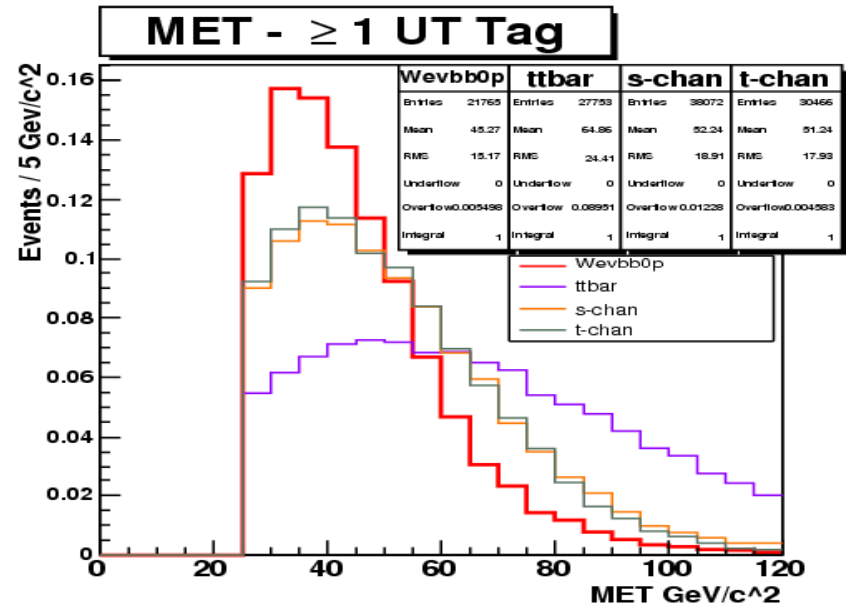 MET - ≥ 1 UT Tag
Events / 5 Gev/c^2
0.16
0.14
0.12
0.1
0.08
0.06
0.04
0.02
0
Wevbb0p ttbar s-chan t-chan
Entries 21765 Entries 27753 Entries 38072 Entries 30466
Mean 45.27 Mean 64.86 Mean 52.24 Mean 51.24
RMS 15.17 RMS 24.41 RMS 18.91 RMS 17.93
Underflow 0 Underflow 0 Underflow 0 Underflow 0
Overflow 0.005498 Overflow 0.08951 Overflow 0.01228 Overflow 0.004583
Integral 1 Integral 1 Integral 1 Integral 1
Wevbb0p
ttbar
s-chan
t-chan
0 20 40 60 80 100 120
MET GeV/c^2